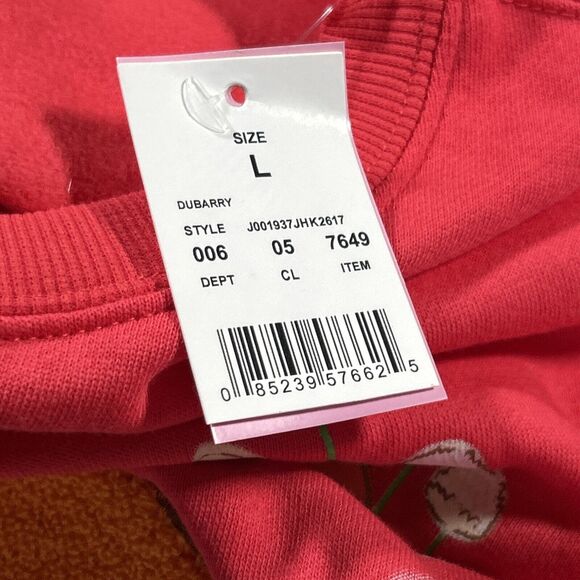 SIZE
L
DUBARRY
STYLE J001937JHK2617
006 05 7649
DEPT CL ITEM
0 85239 57662 5